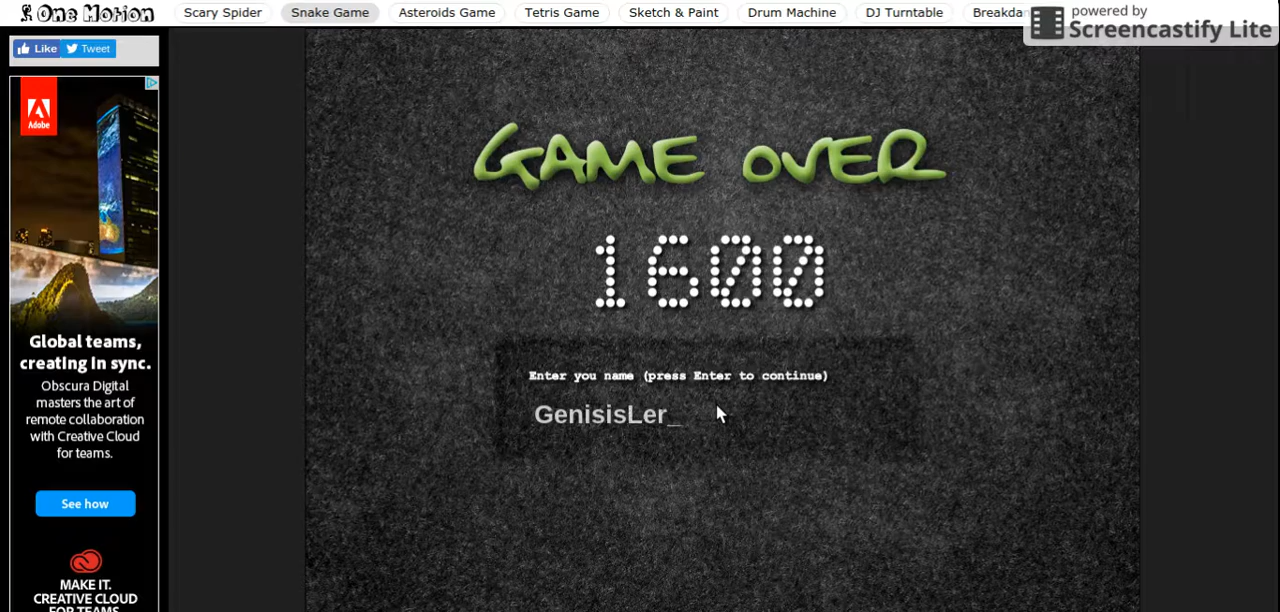 One Motion
Scary Spider
Snake Game
Asteroids Game
Tetris Game
Sketch & Paint
Drum Machine
DJ Turntable
powered by
Screencastify Lite
Like
Tweet
Adobe
GAME OVER
1600
Enter you name (press Enter to continue)
GenisisLer_
Global teams,
creating in sync.
Obscura Digital
masters the art of
remote collaboration
with Creative Cloud
for teams.
See how
MAKE IT.
CREATIVE CLOUD
FOR TEAMS